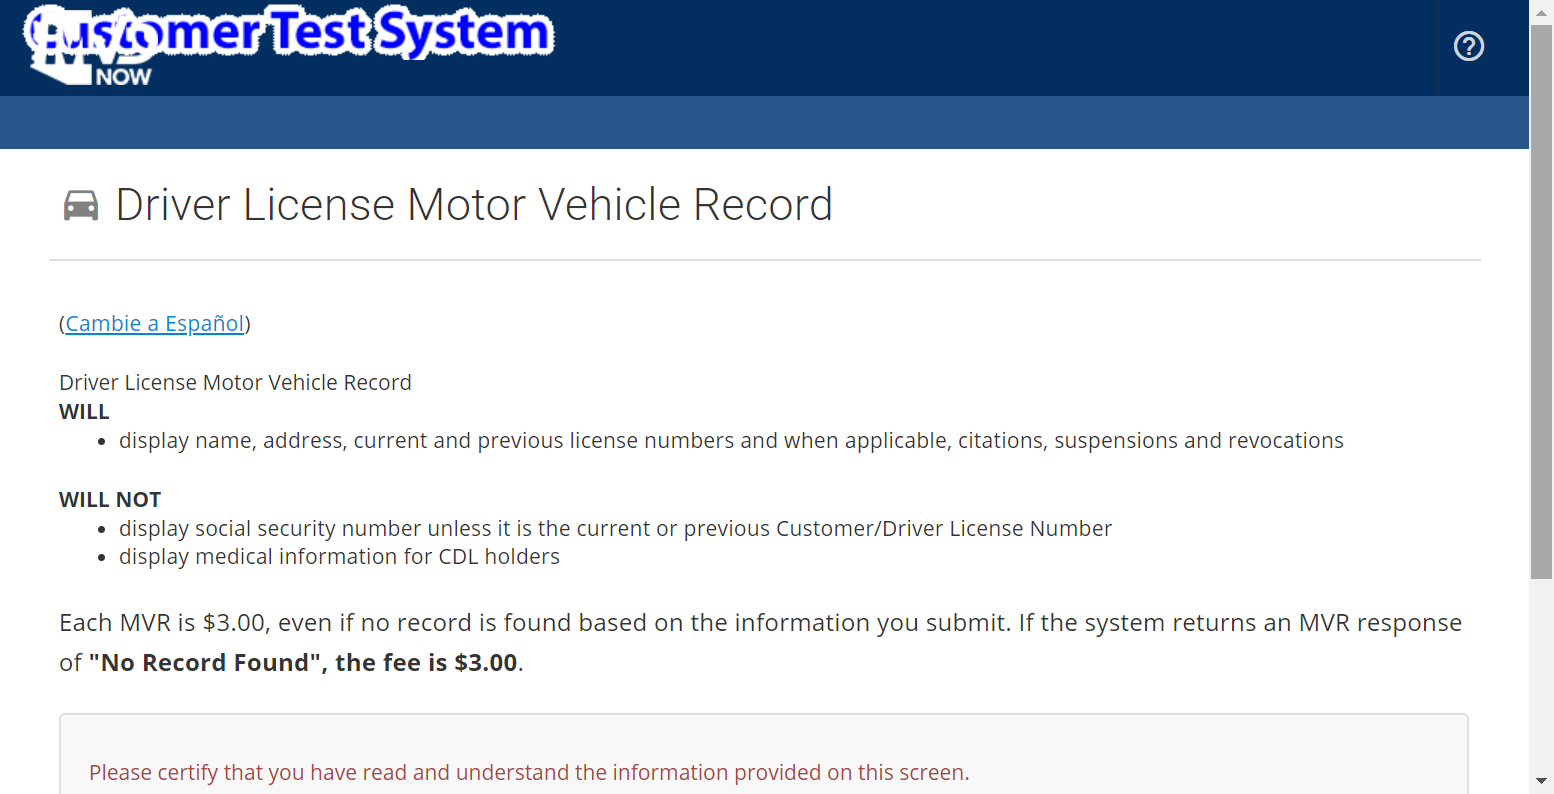 Customer Test System
NOW
Driver License Motor Vehicle Record
(Cambie a Español)
Driver License Motor Vehicle Record
WILL
• display name, address, current and previous license numbers and when applicable, citations, suspensions and revocations
WILL NOT
• display social security number unless it is the current or previous Customer/Driver License Number
• display medical information for CDL holders
Each MVR is $3.00, even if no record is found based on the information you submit. If the system returns an MVR response
of "No Record Found", the fee is $3.00.
Please certify that you have read and understand the information provided on this screen.